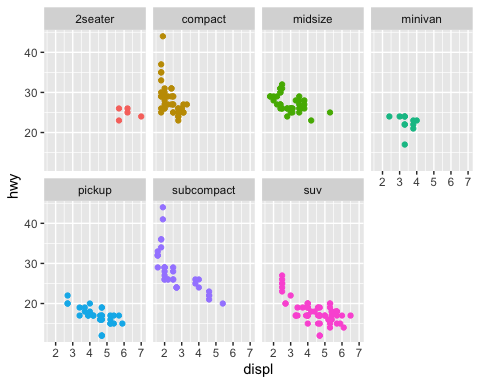 2seater compact midsize minivan
40
30
20
2 3 4 5 6 7
hwy
pickup subcompact suv
40
30
20
2 3 4 5 6 7 2 3 4 5 6 7 2 3 4 5 6 7
displ